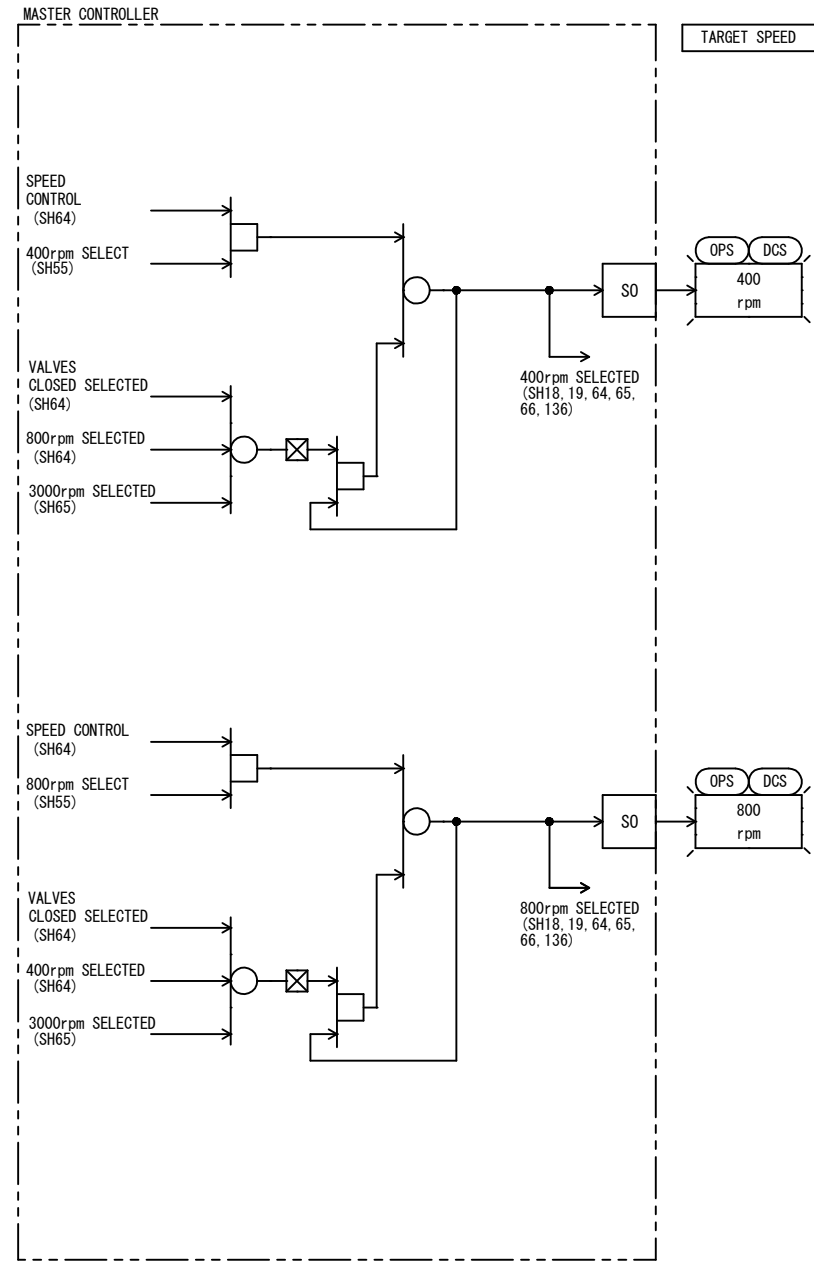 MASTER CONTROLLER
TARGET SPEED
SPEED
CONTROL
(SH64)
400rpm SELECT
(SH55)
OPS DCS
400
rpm
SO
VALVES
CLOSED SELECTED
(SH64)
800rpm SELECTED
(SH64)
3000rpm SELECTED
(SH65)
400rpm SELECTED
(SH18, 19, 64, 65,
66, 136)
SPEED CONTROL
(SH64)
800rpm SELECT
(SH55)
OPS DCS
800
rpm
SO
VALVES
CLOSED SELECTED
(SH64)
400rpm SELECTED
(SH64)
3000rpm SELECTED
(SH65)
800rpm SELECTED
(SH18, 19, 64, 65,
66, 136)